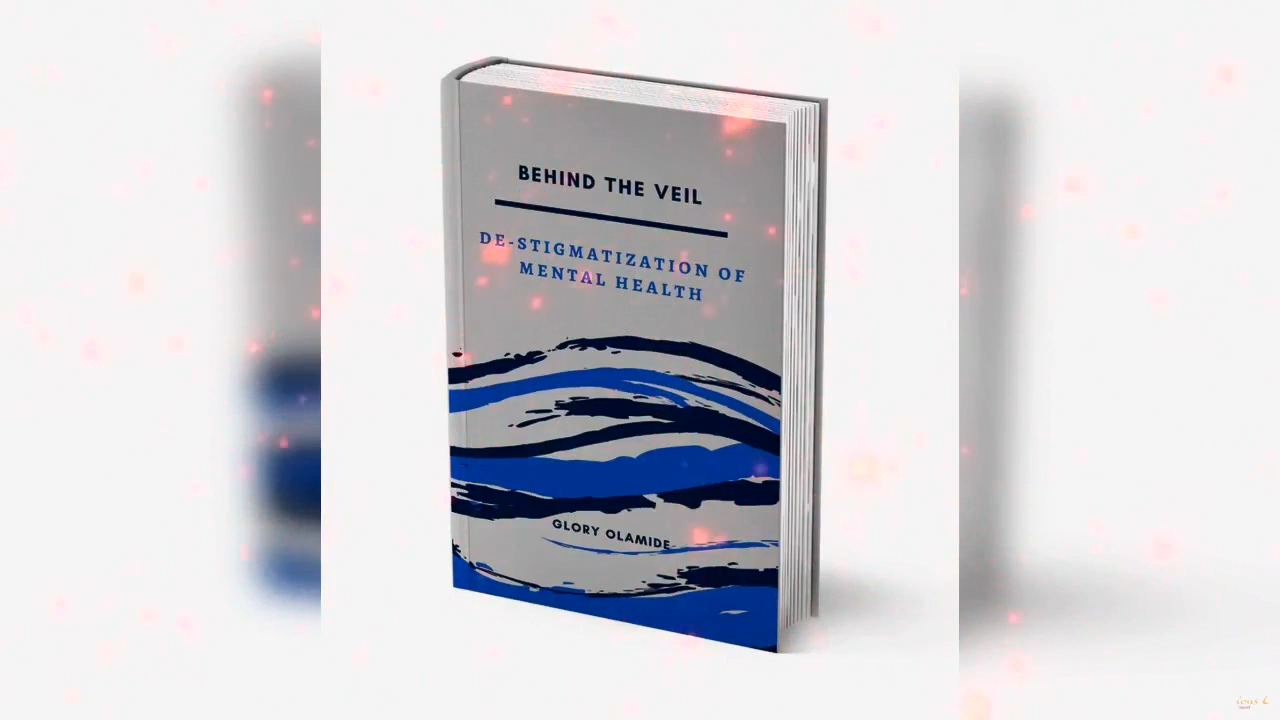 BEHIND THE VEIL
DE-STIGMATIZATION OF
MENTAL HEALTH
GLORY OLAMIDE